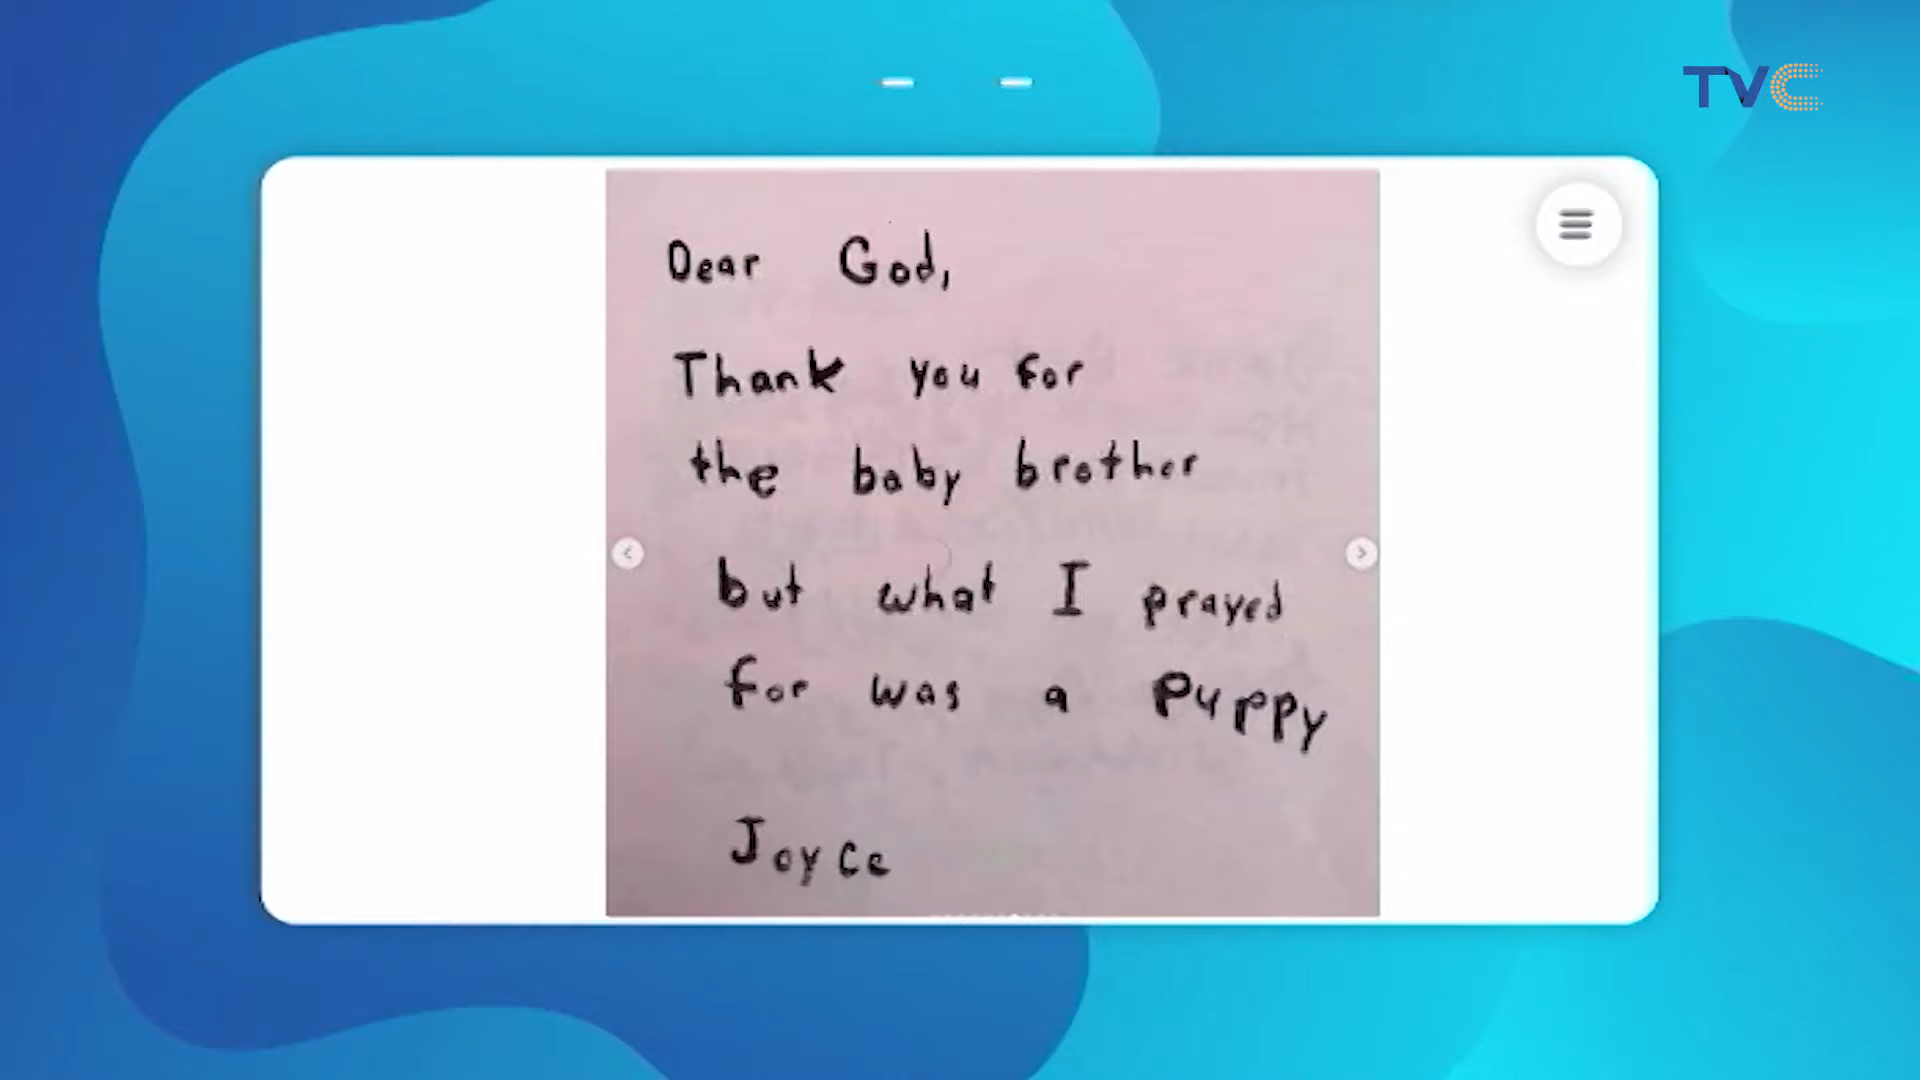 TVC
Dear God,
Thank you for
the baby brother
but what I prayed
for was a puppy
Joyce